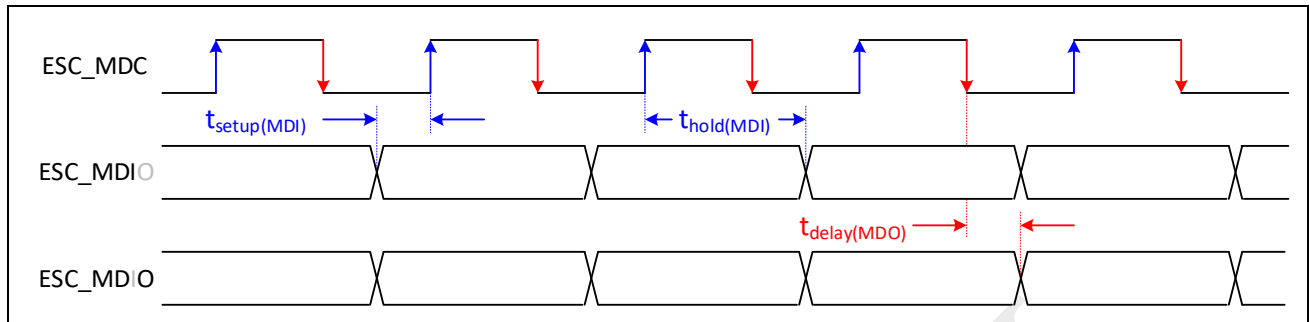 ESC_MDC
tsetup(MDI)
thold(MDI)
ESC_MDIO
tdelay(MDO)
ESC_MDIO